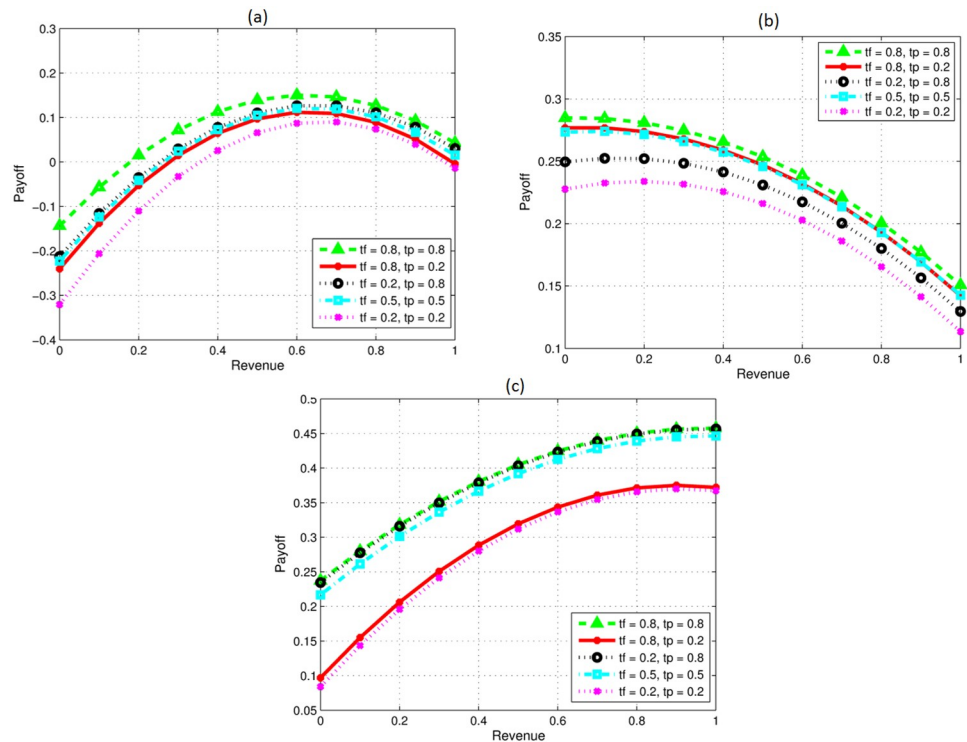 (a)
0.3
0.2
0.1
0
−0.1
−0.2
−0.3
−0.4
Payoff
0 0.2 0.4 0.6 0.8 1
Revenue
tf = 0.8, tp = 0.8
tf = 0.8, tp = 0.2
tf = 0.2, tp = 0.8
tf = 0.5, tp = 0.5
tf = 0.2, tp = 0.2
(b)
0.35
0.3
0.25
0.2
0.15
0.1
Payoff
0 0.2 0.4 0.6 0.8 1
Revenue
tf = 0.8, tp = 0.8
tf = 0.8, tp = 0.2
tf = 0.2, tp = 0.8
tf = 0.5, tp = 0.5
tf = 0.2, tp = 0.2
(c)
0.5
0.45
0.4
0.35
0.3
0.25
0.2
0.15
0.1
0.05
Payoff
0 0.2 0.4 0.6 0.8 1
Revenue
tf = 0.8, tp = 0.8
tf = 0.8, tp = 0.2
tf = 0.2, tp = 0.8
tf = 0.5, tp = 0.5
tf = 0.2, tp = 0.2